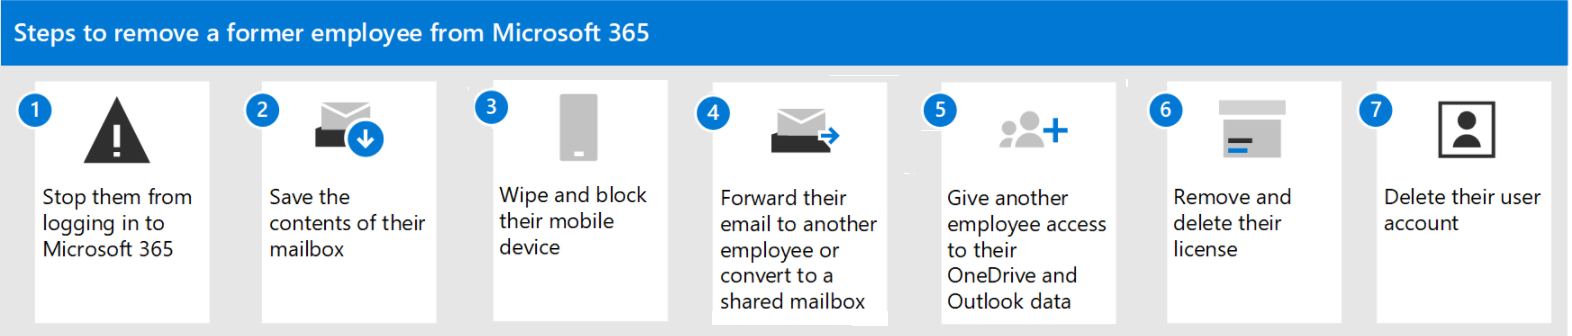 Steps to remove a former employee from Microsoft 365
1
Stop them from
logging in to
Microsoft 365
2
Save the
contents of their
mailbox
3
Wipe and block
their mobile
device
4
Forward their
email to another
employee or
convert to a
shared mailbox
5
Give another
employee access
to their
OneDrive and
Outlook data
6
Remove and
delete their
license
7
Delete their user
account